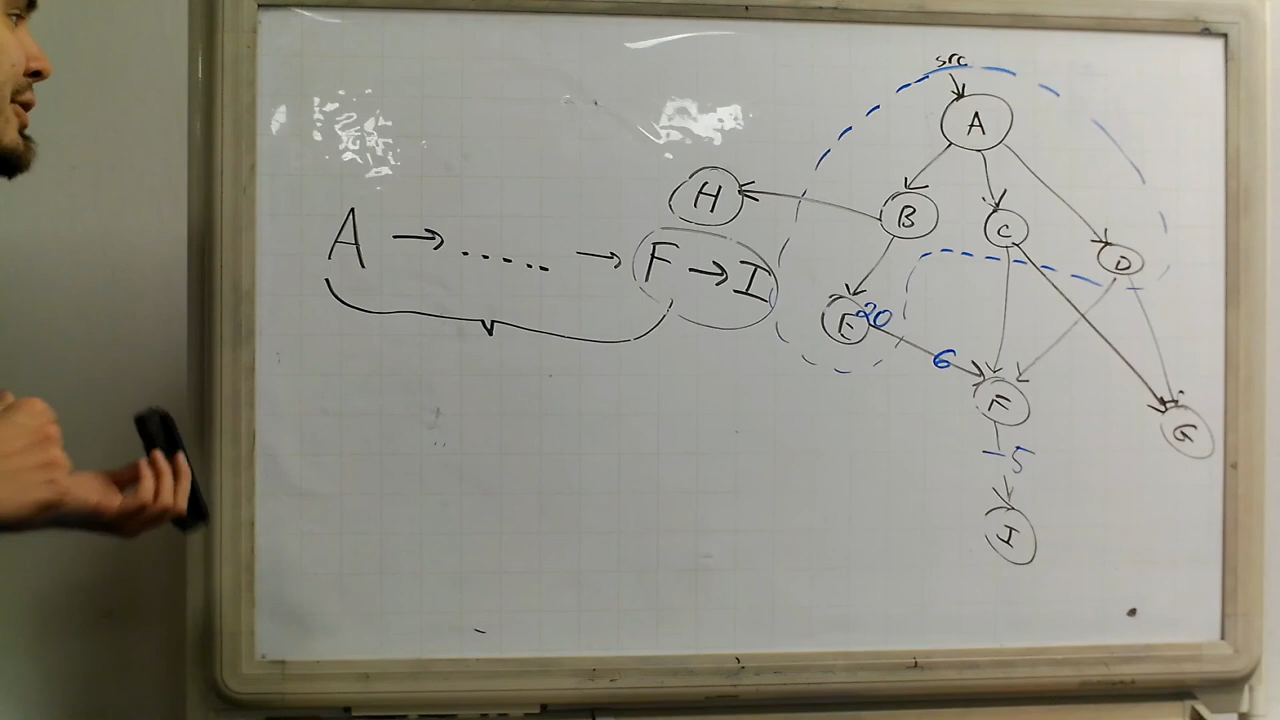 src
A
H
B
C
D
A → ..... → F → I
E 20
6
F
G
-5
I